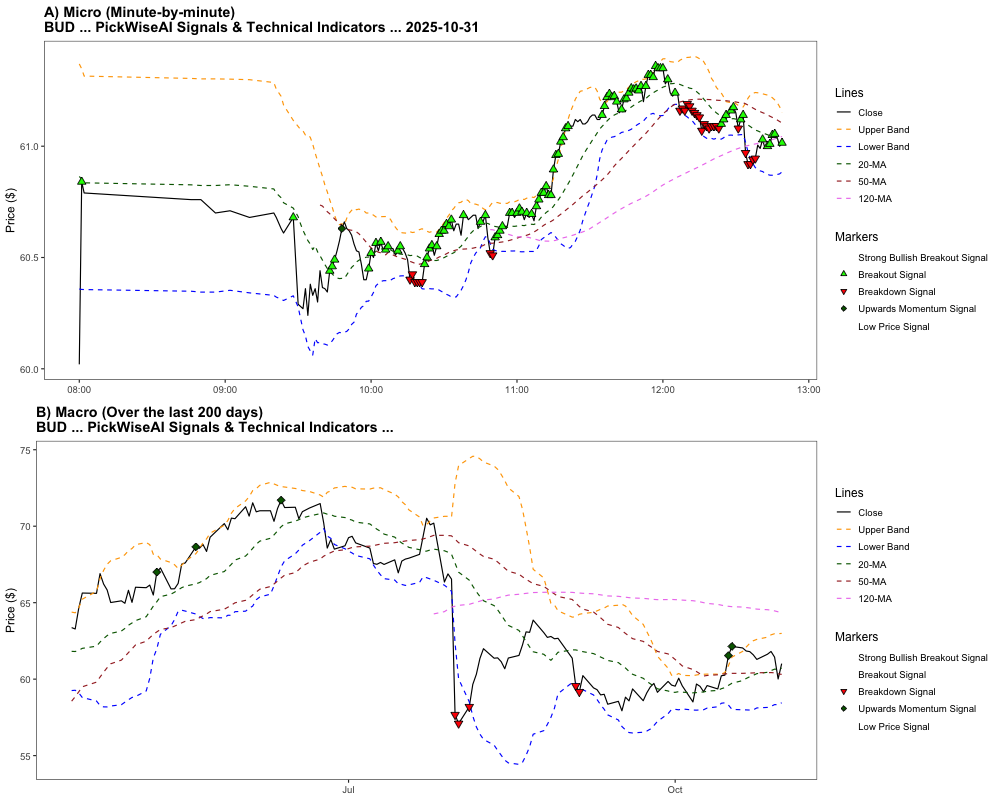 A) Micro (Minute-by-minute)
BUD ... PickWiseAI Signals & Technical Indicators ... 2025-10-31
Price ($)
61.0
60.5
60.0
08:00
09:00
10:00
11:00
12:00
13:00
Lines
Close
Upper Band
Lower Band
20-MA
50-MA
120-MA
Markers
Strong Bullish Breakout Signal
Breakout Signal
Breakdown Signal
Upwards Momentum Signal
Low Price Signal
B) Macro (Over the last 200 days)
BUD ... PickWiseAI Signals & Technical Indicators ...
Price ($)
75
70
65
60
55
Jul
Oct
Lines
Close
Upper Band
Lower Band
20-MA
50-MA
120-MA
Markers
Strong Bullish Breakout Signal
Breakout Signal
Breakdown Signal
Upwards Momentum Signal
Low Price Signal